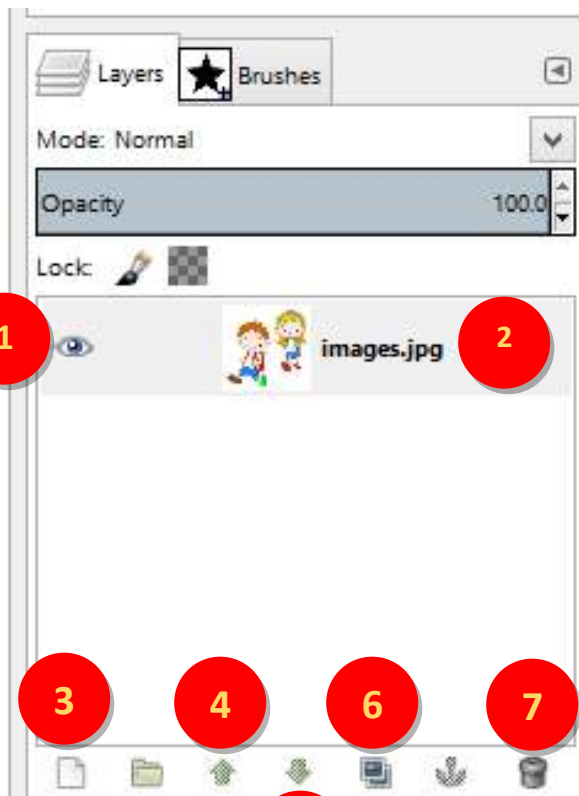 Layers Brushes
Mode: Normal
Opacity 100.0
Lock:
1 images.jpg 2
3 4 6 7